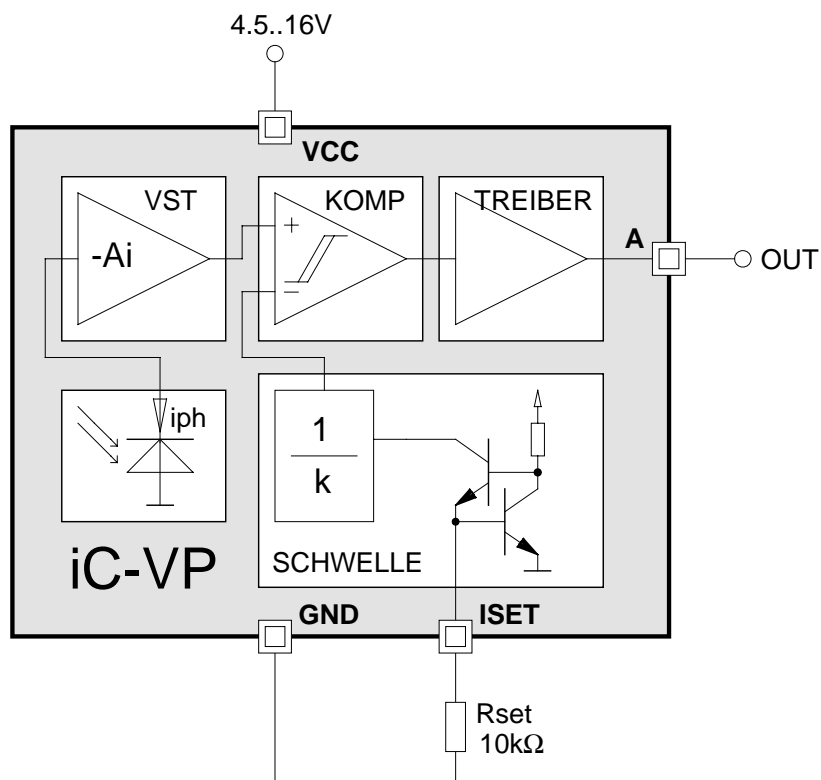 4.5..16V
VCC
VST
KOMP
TREIBER
-Ai
+
−
A
OUT
iph
1
k
iC-VP
SCHWELLE
GND
ISET
Rset
10kΩ